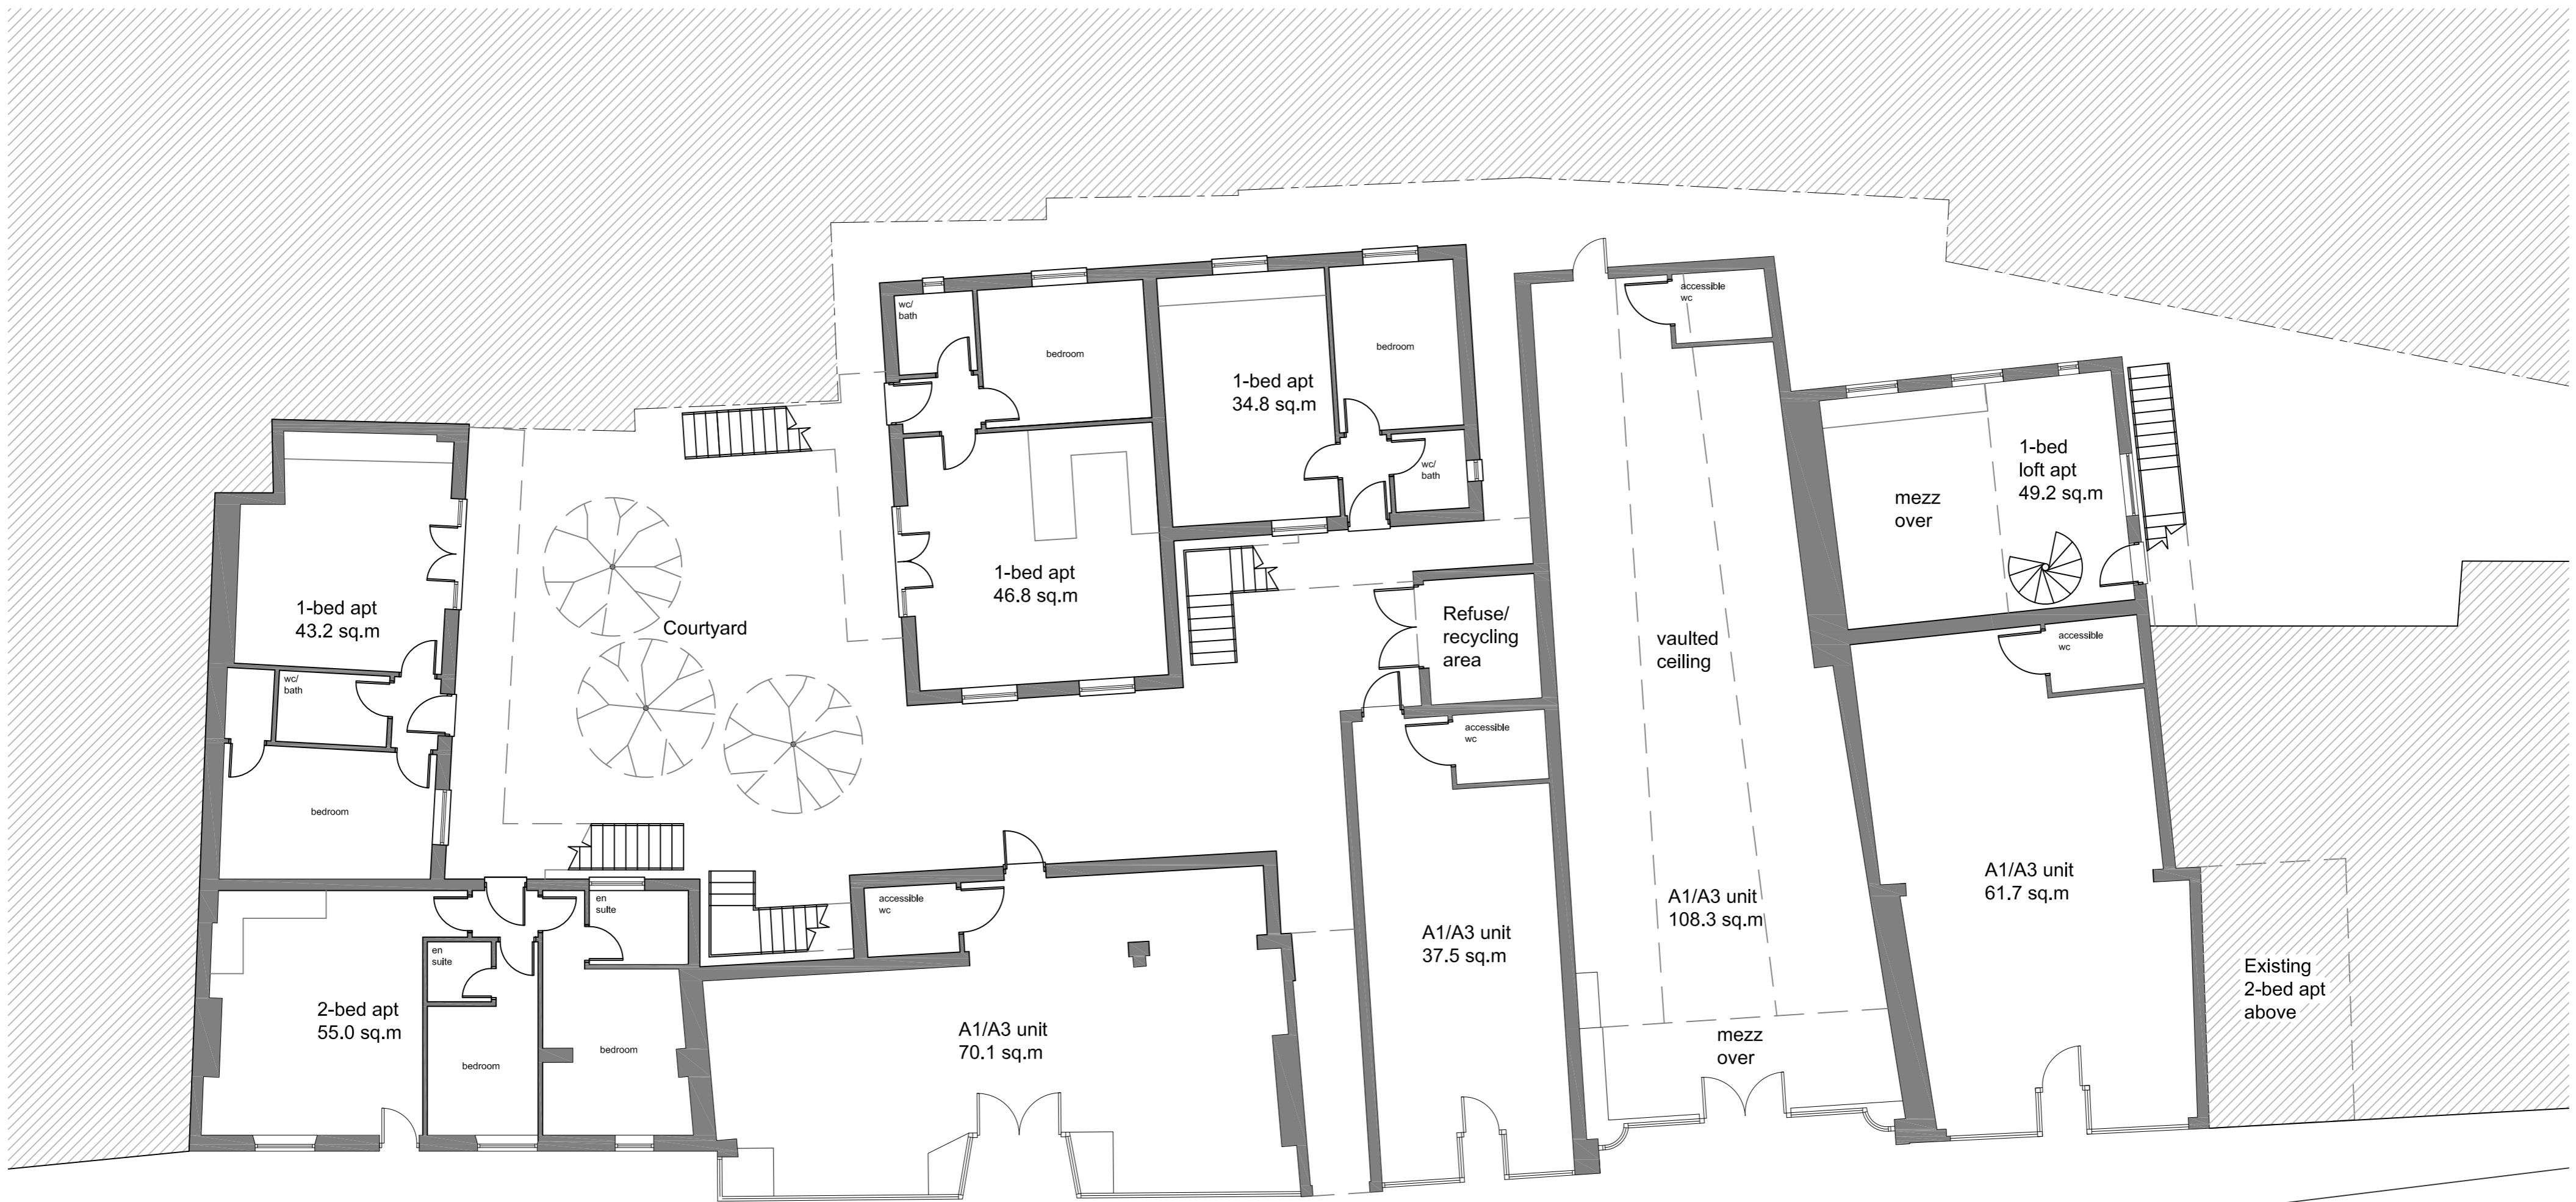 accessible
wc
wc/
bath
bedroom
bedroom
1-bed apt
34.8 sq.m
wc/
bath
1-bed
loft apt
49.2 sq.m
mezz
over
1-bed apt
46.8 sq.m
1-bed apt
43.2 sq.m
Courtyard
Refuse/
recycling
area
vaulted
ceiling
accessible
wc
wc/
bath
accessible
wc
bedroom
A1/A3 unit
61.7 sq.m
en
suite
accessible
wc
A1/A3 unit
108.3 sq.m
A1/A3 unit
37.5 sq.m
en
suite
Existing
2-bed apt
above
2-bed apt
55.0 sq.m
A1/A3 unit
70.1 sq.m
mezz
over
bedroom
bedroom